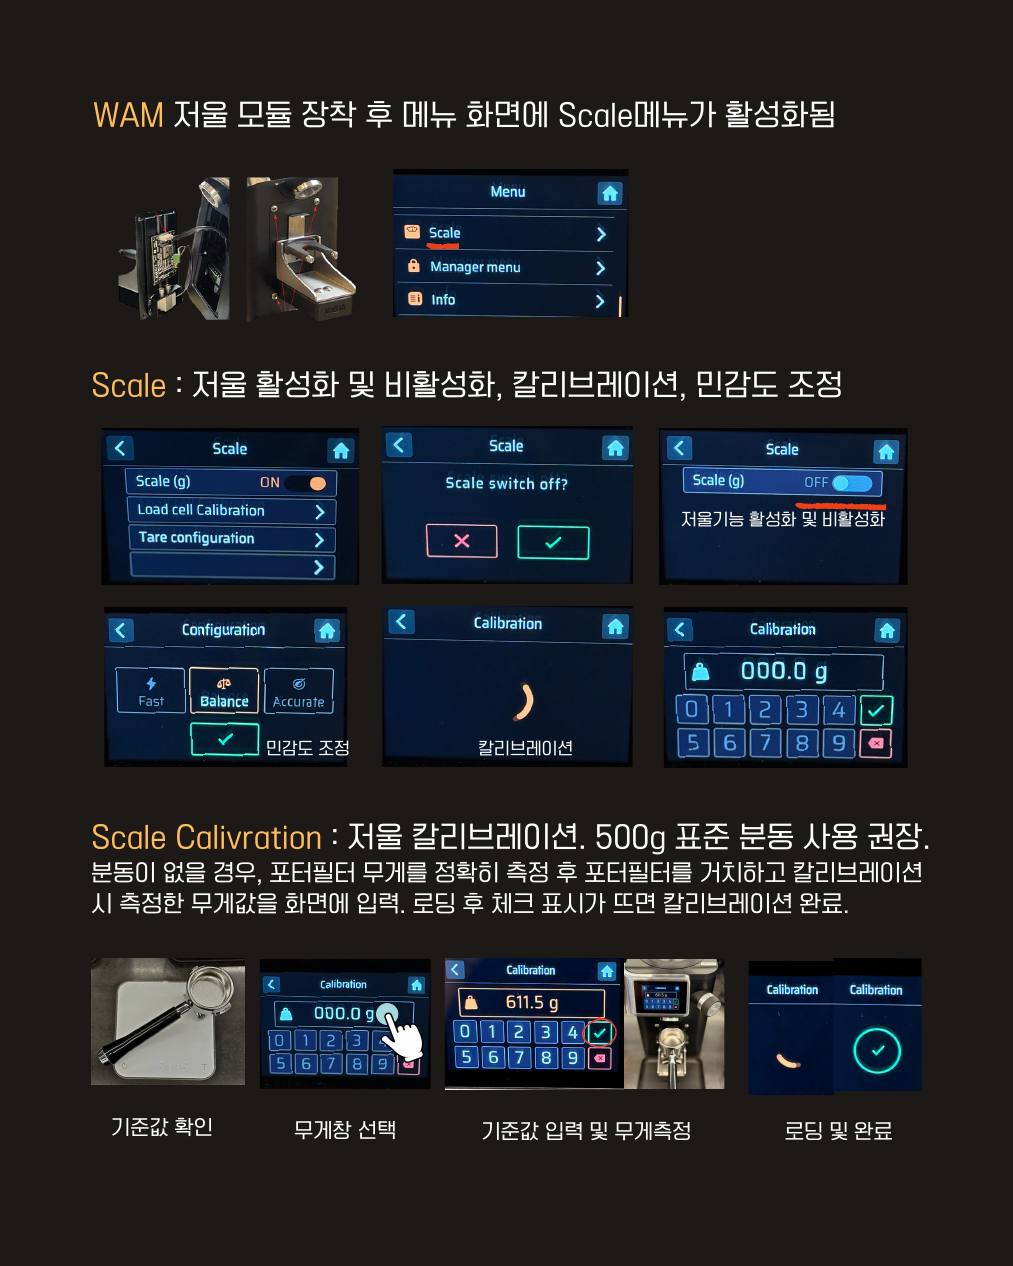 WAM 저울 모듈 장착 후 메뉴 화면에 Scale메뉴가 활성화됨
Menu
Scale
Manager menu
Info
Scale : 저울 활성화 및 비활성화, 칼리브레이션, 민감도 조정
Scale
Scale (g) ON
Load cell Calibration
Tare configuration
Scale
Scale switch off?
Scale
Scale (g) OFF
저울기능 활성화 및 비활성화
Configuration
Fast Balance Accurate
민감도 조정
Calibration
칼리브레이션
Calibration
000.0 g
0 1 2 3 4
5 6 7 8 9
Scale Calivration : 저울 칼리브레이션. 500g 표준 분동 사용 권장.
분동이 없을 경우, 포터필터 무게를 정확히 측정 후 포터필터를 거치하고 칼리브레이션
시 측정한 무게값을 화면에 입력. 로딩 후 체크 표시가 뜨면 칼리브레이션 완료.
Calibration
000.0 g
0 1 2 3 4
5 6 7 8 9
Calibration
611.5 g
0 1 2 3 4
5 6 7 8 9
Calibration
Calibration
기준값 확인
무게창 선택
기준값 입력 및 무게측정
로딩 및 완료